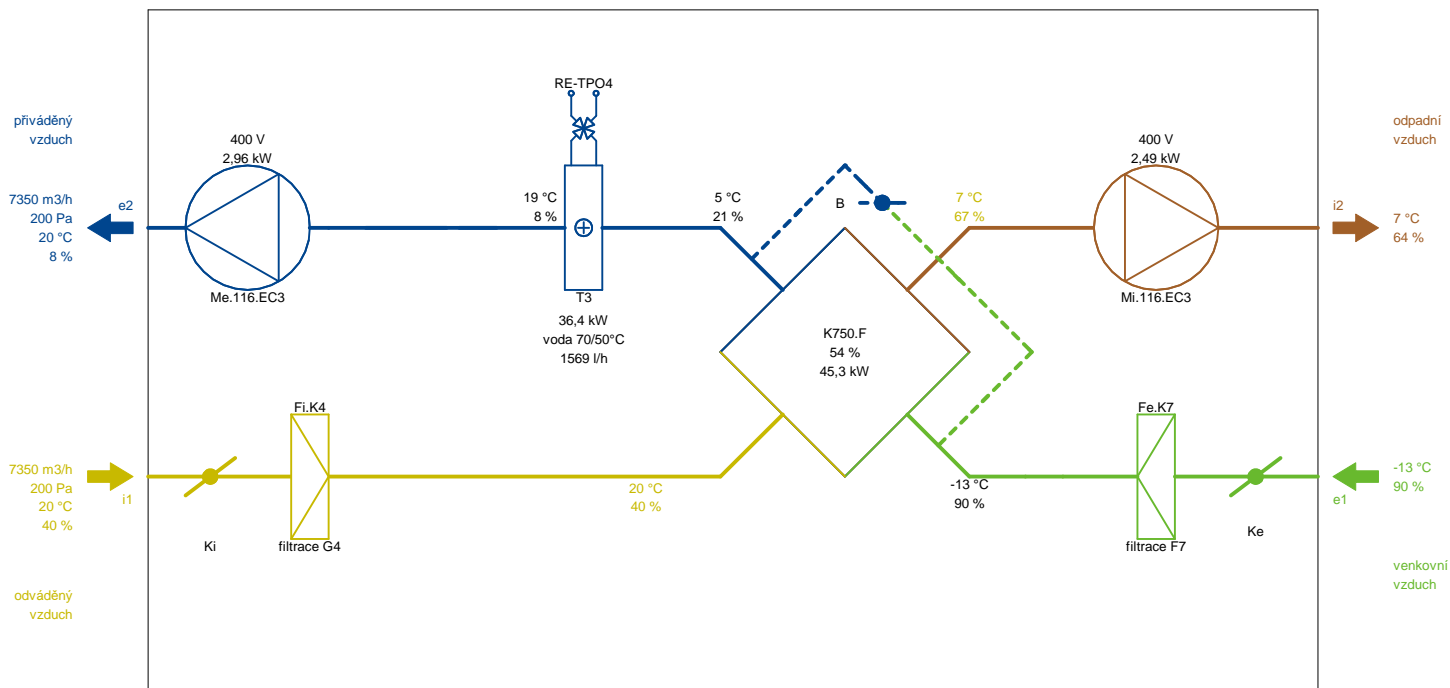 RE-TPO4
přiváděný
vzduch
400 V
2,96 kW
400 V
2,49 kW
odpadní
vzduch
7350 m3/h
200 Pa
20 °C
8 %
e2
19 °C
8 %
5 °C
21 %
B
7 °C
67 %
i2
7 °C
64 %
Me.116.EC3
T3
Mi.116.EC3
36,4 kW
voda 70/50°C
1569 l/h
K750.F
54 %
45,3 kW
Fi.K4
Fe.K7
7350 m3/h
200 Pa
20 °C
40 %
i1
20 °C
40 %
-13 °C
90 %
-13 °C
90 %
e1
Ki
filtrace G4
filtrace F7
Ke
odváděný
vzduch
venkovní
vzduch